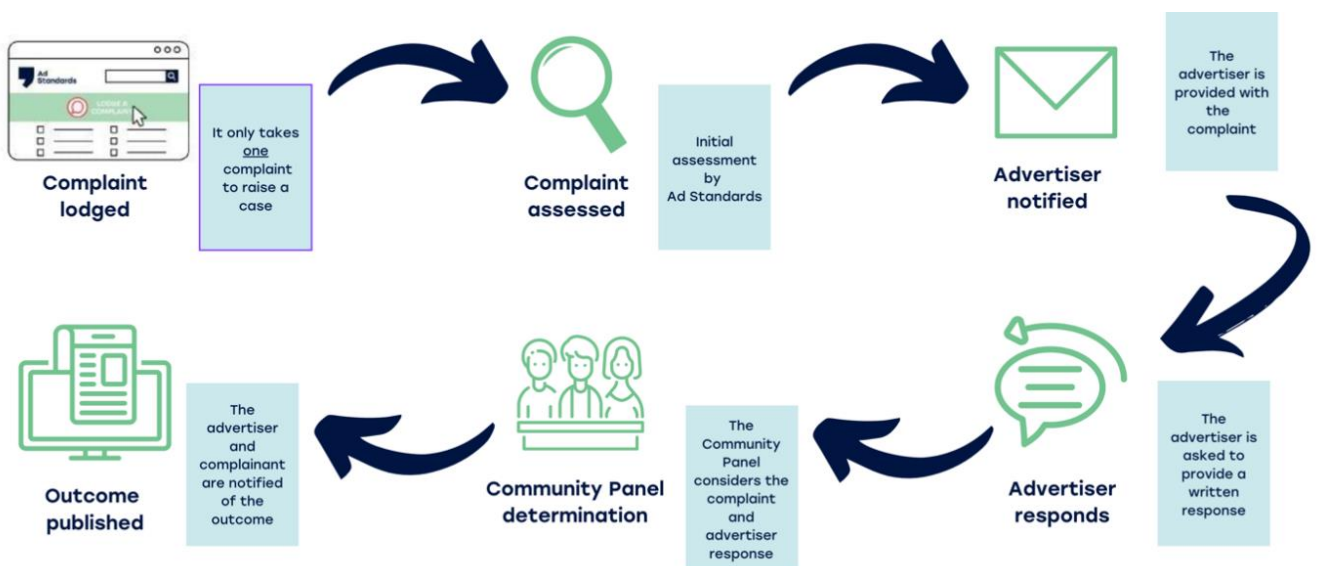 Ad
Standards
LODGE A
COMPLAINT
Complaint
lodged
It only takes
one
complaint
to raise a
case
Complaint
assessed
Initial
assessment
by
Ad Standards
Advertiser
notified
The
advertiser is
provided with
the
complaint
Advertiser
responds
The
advertiser is
asked to
provide a
written
response
Community Panel
determination
The
Community
Panel
considers the
complaint
and
advertiser
response
Outcome
published
The
advertiser
and
complainant
are notified
of the
outcome